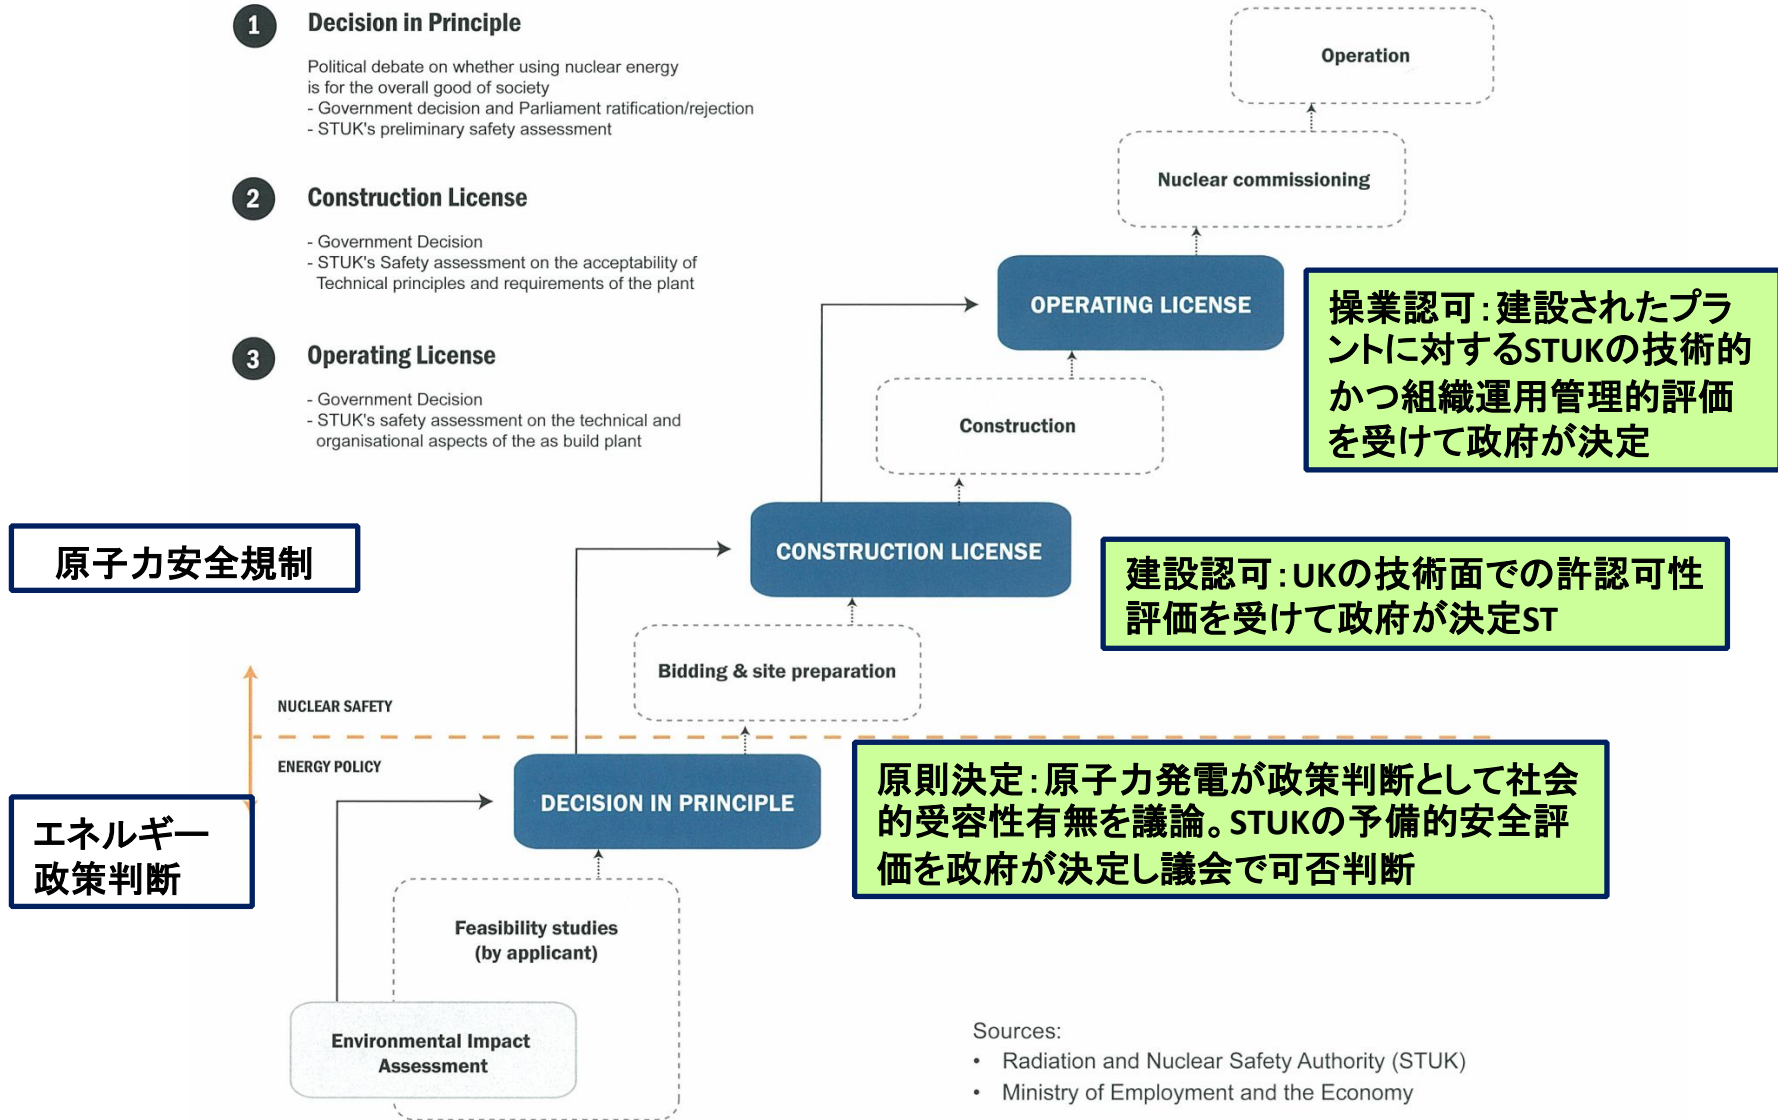 1 Decision in Principle
Political debate on whether using nuclear energy
is for the overall good of society
- Government decision and Parliament ratification/rejection
- STUK's preliminary safety assessment
2 Construction License
- Government Decision
- STUK's Safety assessment on the acceptability of
Technical principles and requirements of the plant
3 Operating License
- Government Decision
- STUK's safety assessment on the technical and
organisational aspects of the as build plant
Operation
Nuclear commissioning
OPERATING LICENSE
操業認可：建設されたプラ
ントに対するSTUKの技術的
かつ組織運用管理的評価
を受けて政府が決定
Construction
原子力安全規制
CONSTRUCTION LICENSE
建設認可：UKの技術面での許認可性
評価を受けて政府が決定ST
Bidding & site preparation
NUCLEAR SAFETY
ENERGY POLICY
エネルギー
政策判断
DECISION IN PRINCIPLE
原則決定：原子力発電が政策判断として社会
的受容性有無を議論。STUKの予備的安全評
価を政府が決定し議会で可否判断
Feasibility studies
(by applicant)
Environmental Impact
Assessment
Sources:
• Radiation and Nuclear Safety Authority (STUK)
• Ministry of Employment and the Economy